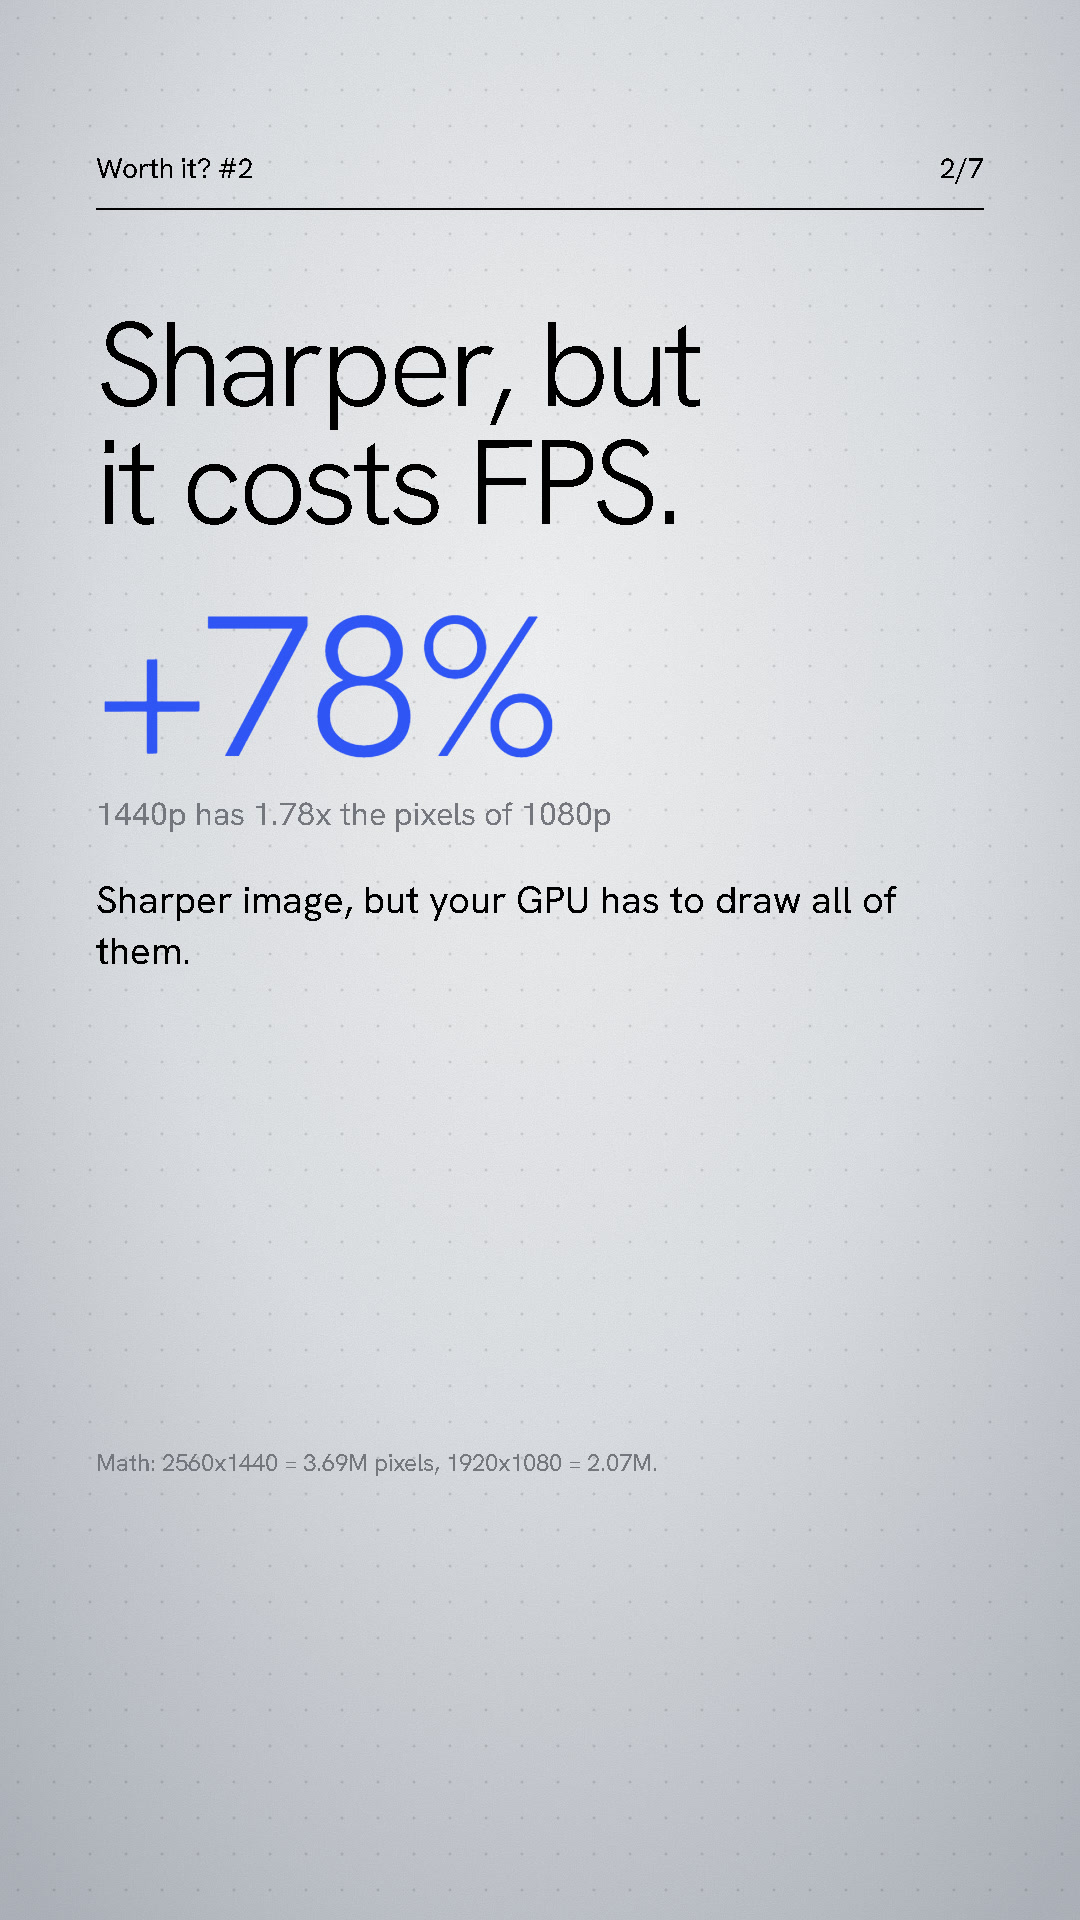 Worth it? #2
2/7
Sharper, but
it costs FPS.
+78%
1440p has 1.78x the pixels of 1080p
Sharper image, but your GPU has to draw all of
them.
Math: 2560x1440 = 3.69M pixels, 1920x1080 = 2.07M.